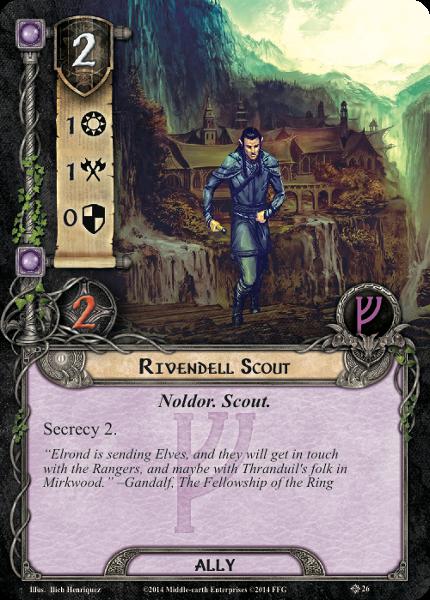 2
1
1
0
2
Rivendell Scout
Noldor. Scout.
Secrecy 2.
“Elrond is sending Elves, and they will get in touch
with the Rangers, and maybe with Thranduil's folk in
Mirkwood.” –Gandalf, The Fellowship of the Ring
ALLY
Illus. Ilich Henriquez ©2014 Middle-earth Enterprises ©2014 FFG 26